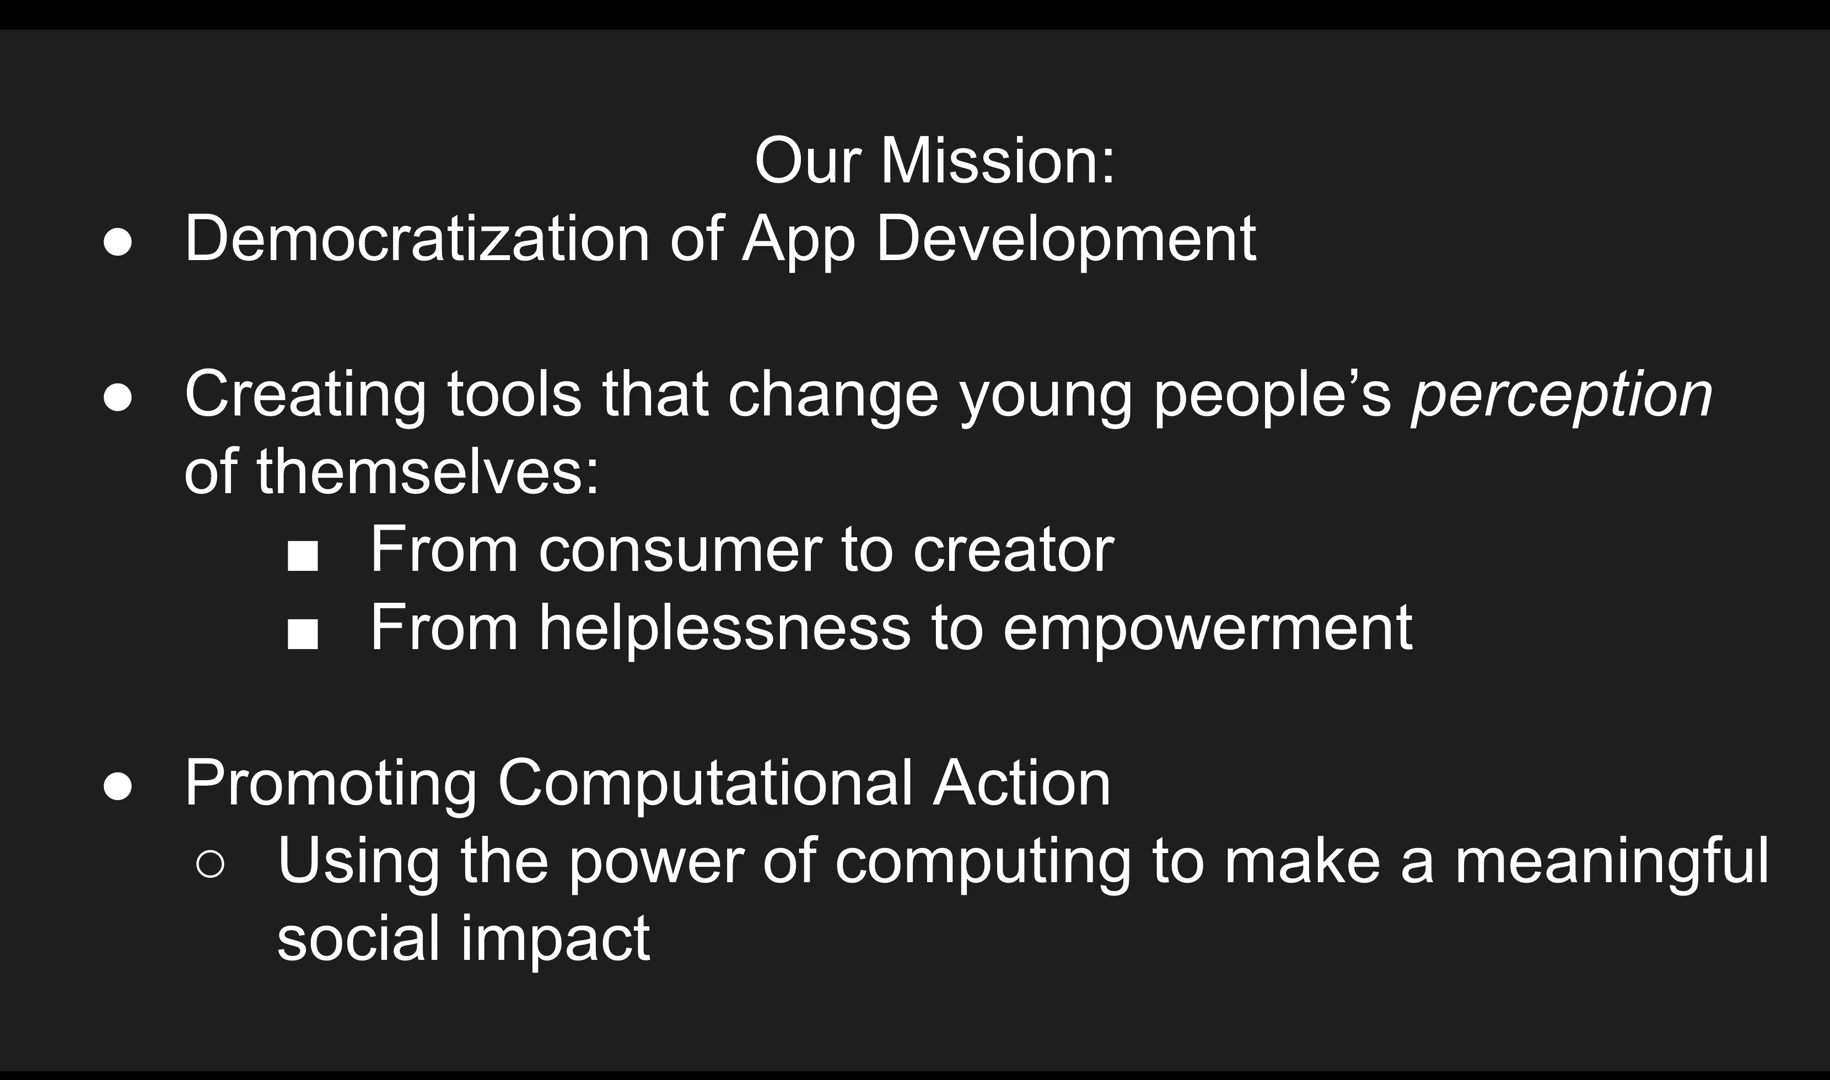 Our Mission:
● Democratization of App Development
● Creating tools that change young people’s perception
of themselves:
■ From consumer to creator
■ From helplessness to empowerment
● Promoting Computational Action
○ Using the power of computing to make a meaningful
social impact